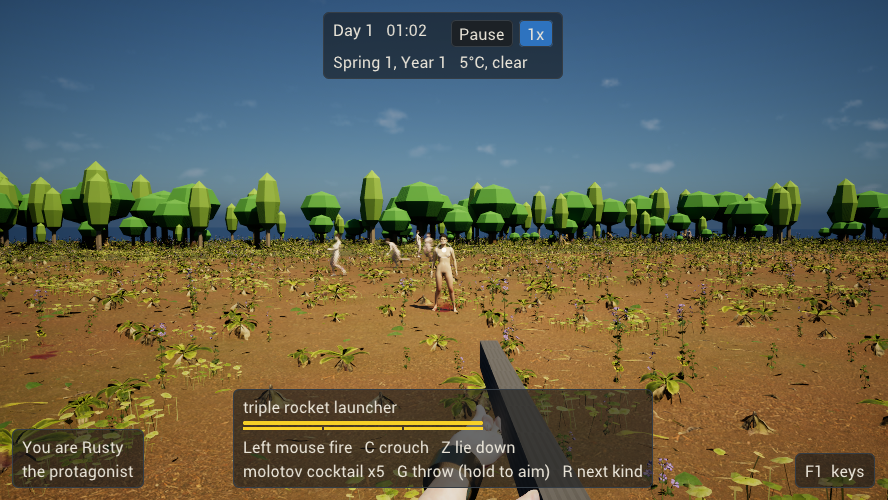 Day 1 01:02 Pause 1x
Spring 1, Year 1 5°C, clear
triple rocket launcher
Left mouse fire C crouch Z lie down
molotov cocktail x5 G throw (hold to aim) R next kind
You are Rusty
the protagonist
F1 keys